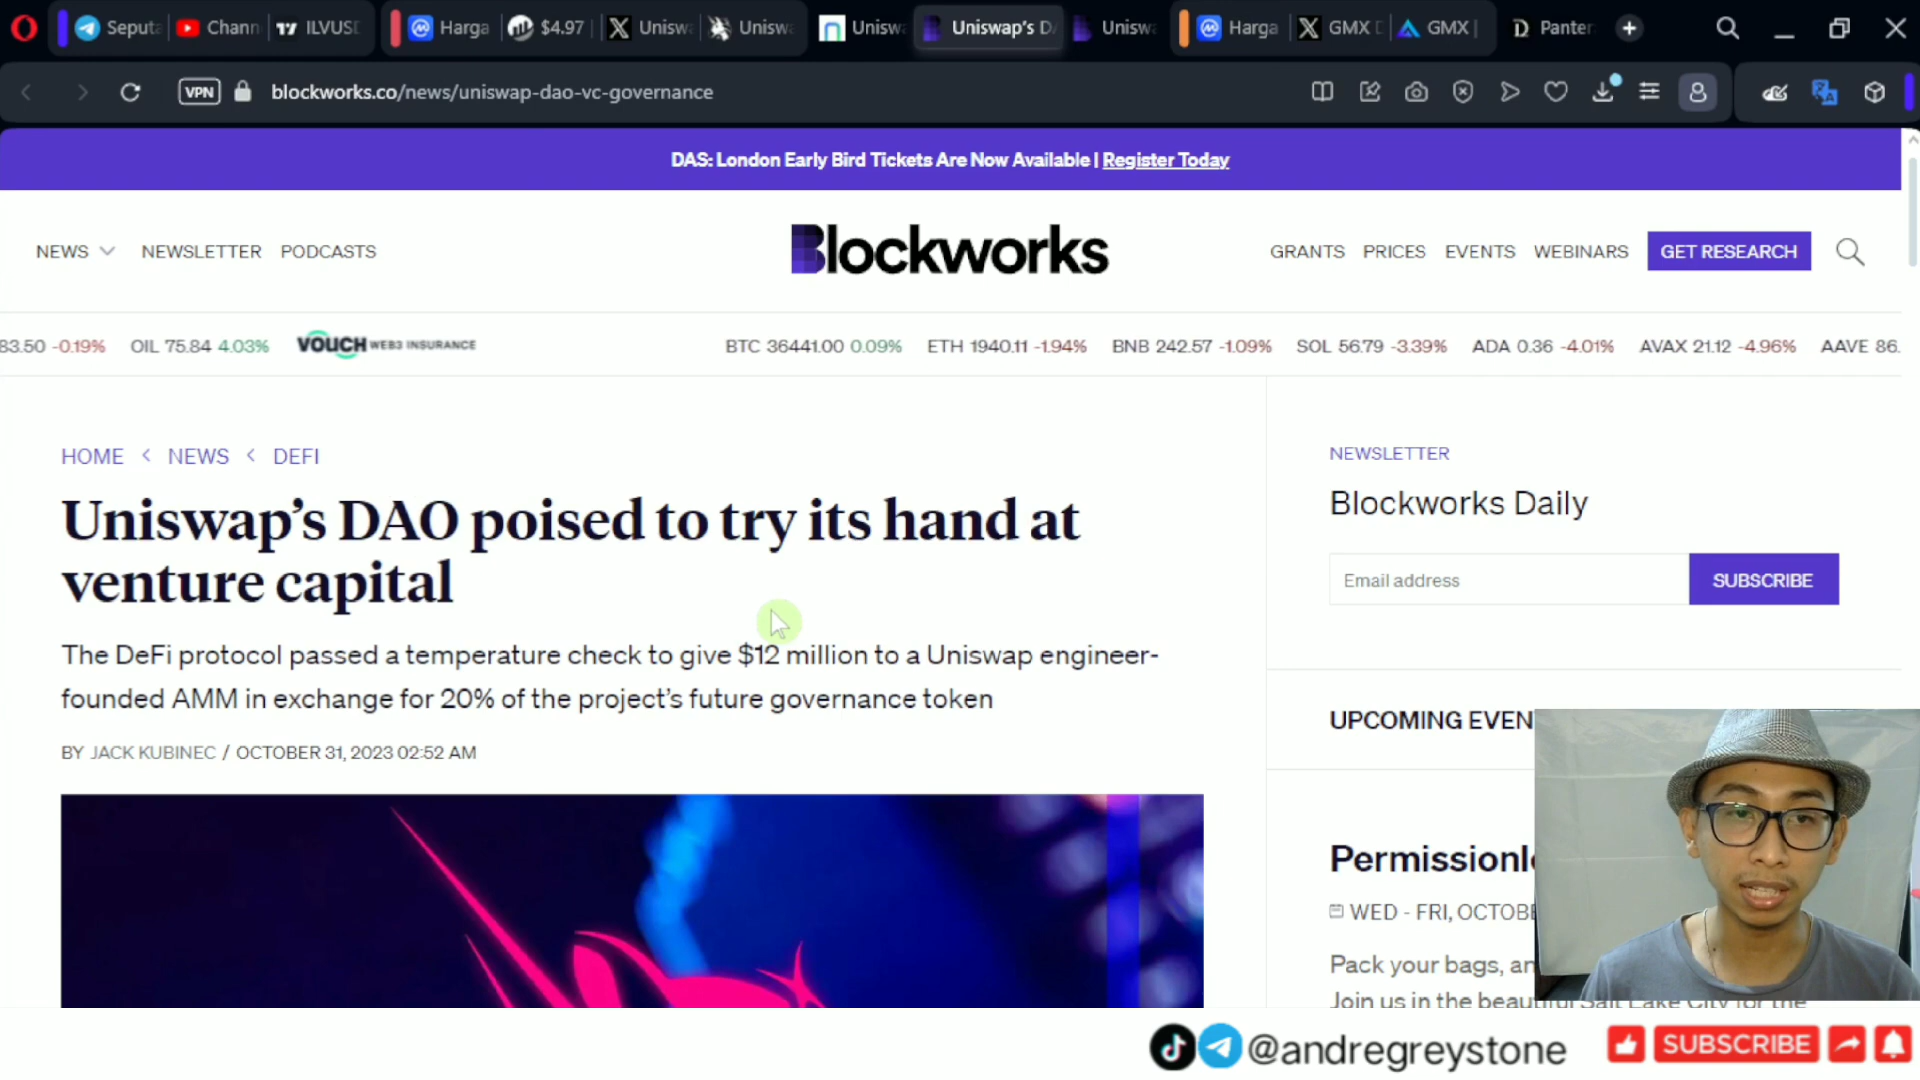 Seputa
Chann
ILVUSD
Harga
$4.97
Uniswa
Uniswa
Uniswa
Uniswap's DA
Uniswa
Harga
GMX
GMX |
Panter
VPN
blockworks.co/news/uniswap-dao-vc-governance
DAS: London Early Bird Tickets Are Now Available | Register Today
NEWS
NEWSLETTER
PODCASTS
Blockworks
GRANTS
PRICES
EVENTS
WEBINARS
GET RESEARCH
83.50 -0.19% OIL 75.84 4.03% VOUCH WEB3 INSURANCE BTC 36441.00 0.09% ETH 1940.11 -1.94% BNB 242.57 -1.09% SOL 56.79 -3.39% ADA 0.36 -4.01% AVAX 21.12 -4.96% AAVE 86.
HOME < NEWS < DEFI
Uniswap's DAO poised to try its hand at
venture capital
The DeFi protocol passed a temperature check to give $12 million to a Uniswap engineer-
founded AMM in exchange for 20% of the project's future governance token
BY JACK KUBINEC / OCTOBER 31, 2023 02:52 AM
NEWSLETTER
Blockworks Daily
Email address
SUBSCRIBE
UPCOMING EVEN
Permissionl
WED - FRI, OCTOBE
Pack your bags, an
Join us in the beautiful Salt Lake City for the
@andregreystone
SUBSCRIBE